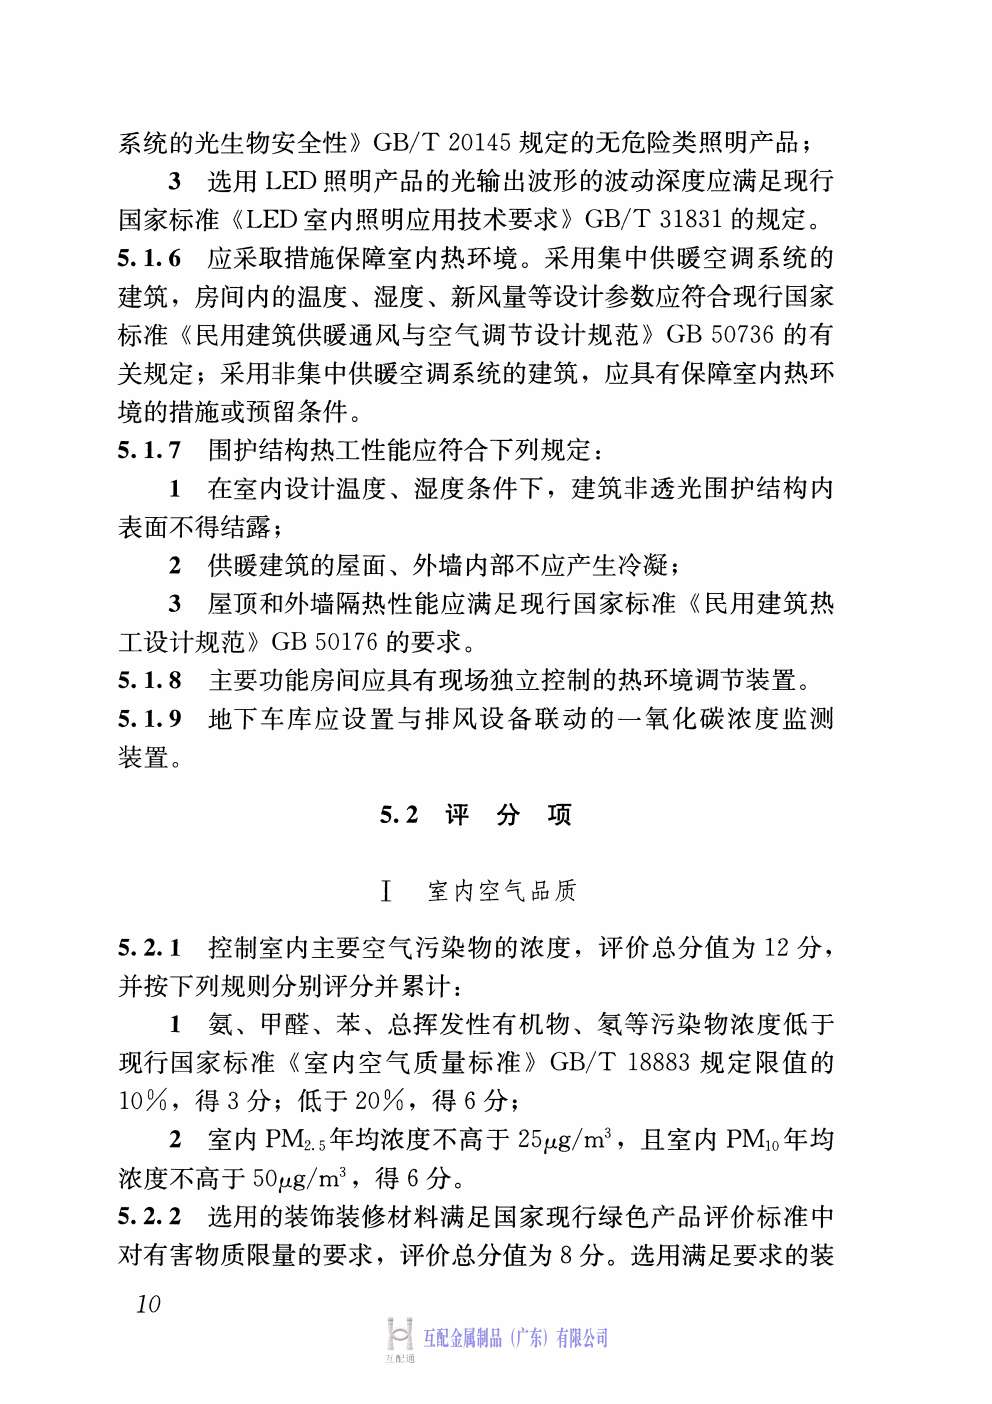 系统的光生物安全性》GB/T 20145 规定的无危险类照明产品；
3 选用 LED 照明产品的光输出波形的波动深度应满足现行
国家标准《LED 室内照明应用技术要求》GB/T 31831 的规定。
5.1.6 应采取措施保障室内热环境。采用集中供暖空调系统的
建筑，房间内的温度、湿度、新风量等设计参数应符合现行国家
标准《民用建筑供暖通风与空气调节设计规范》GB 50736 的有
关规定；采用非集中供暖空调系统的建筑，应具有保障室内热环
境的措施或预留条件。
5.1.7 围护结构热工性能应符合下列规定：
1 在室内设计温度、湿度条件下，建筑非透光围护结构内
表面不得结露；
2 供暖建筑的屋面、外墙内部不应产生冷凝；
3 屋顶和外墙隔热性能应满足现行国家标准《民用建筑热
工设计规范》GB 50176 的要求。
5.1.8 主要功能房间应具有现场独立控制的热环境调节装置。
5.1.9 地下车库应设置与排风设备联动的一氧化碳浓度监测
装置。
5.2 评 分 项
Ⅰ 室内空气品质
5.2.1 控制室内主要空气污染物的浓度，评价总分值为 12 分，
并按下列规则分别评分并累计：
1 氨、甲醛、苯、总挥发性有机物、氡等污染物浓度低于
现行国家标准《室内空气质量标准》GB/T 18883 规定限值的
10%，得 3 分；低于 20%，得 6 分；
2 室内 PM₂.₅年均浓度不高于 25μg/m³，且室内 PM₁₀年均
浓度不高于 50μg/m³，得 6 分。
5.2.2 选用的装饰装修材料满足国家现行绿色产品评价标准中
对有害物质限量的要求，评价总分值为 8 分。选用满足要求的装
10
互配金属制品（广东）有限公司
互配通